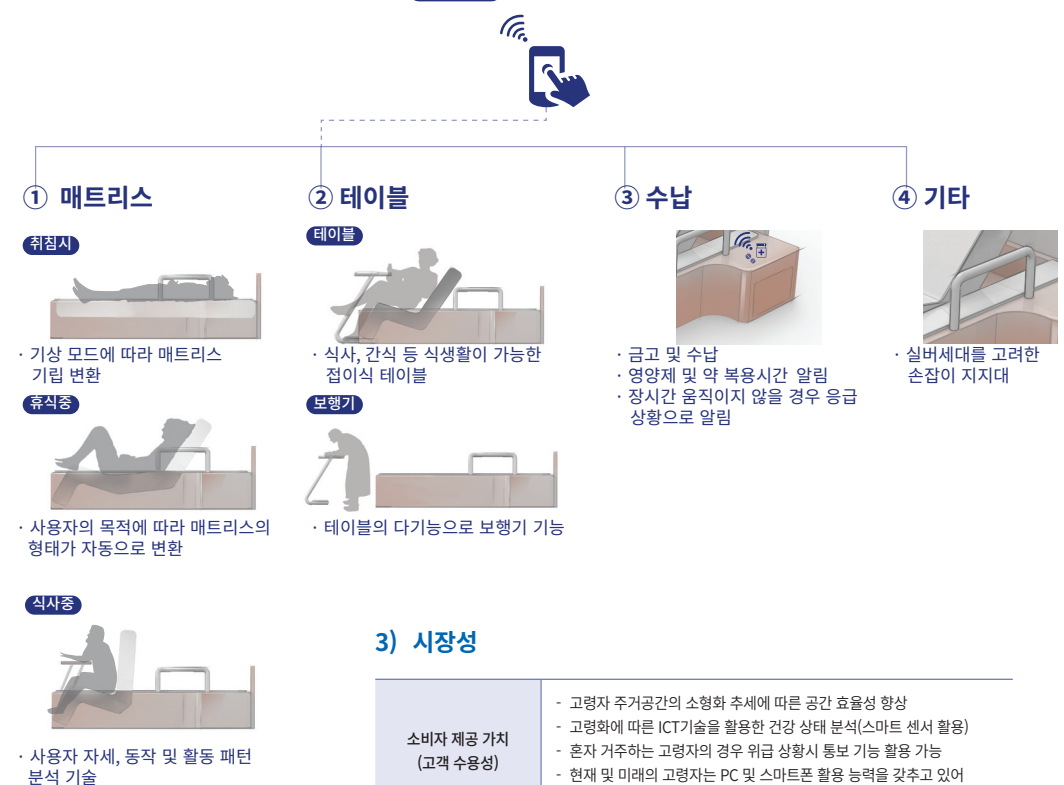 ① 매트리스
취침시
· 기상 모드에 따라 매트리스
기립 변환
휴식중
· 사용자의 목적에 따라 매트리스의
형태가 자동으로 변환
식사중
· 사용자 자세, 동작 및 활동 패턴
분석 기술
② 테이블
테이블
· 식사, 간식 등 식생활이 가능한
접이식 테이블
보행기
· 테이블의 다기능으로 보행기 기능
③ 수납
· 금고 및 수납
· 영양제 및 약 복용시간 알림
· 장시간 움직이지 않을 경우 응급
상황으로 알림
④ 기타
· 실버세대를 고려한
손잡이 지지대
3) 시장성
소비자 제공 가치
(고객 수용성)
- 고령자 주거공간의 소형화 추세에 따른 공간 효율성 향상
- 고령화에 따른 ICT기술을 활용한 건강 상태 분석(스마트 센서 활용)
- 혼자 거주하는 고령자의 경우 위급 상황시 통보 기능 활용 가능
- 현재 및 미래의 고령자는 PC 및 스마트폰 활용 능력을 갖추고 있어